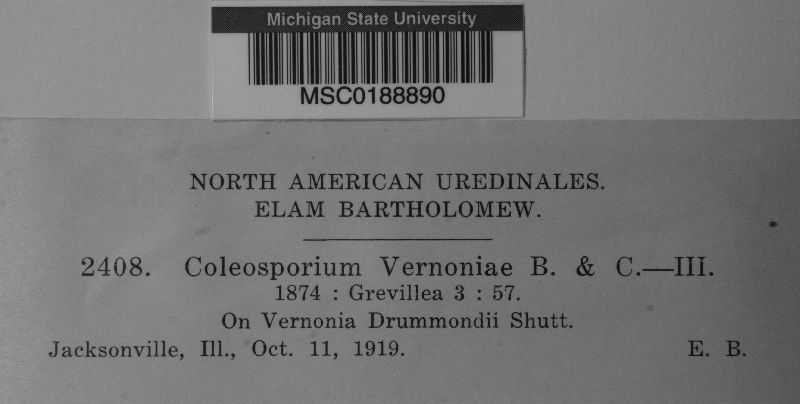 Michigan State University
MSC0188890
NORTH AMERICAN UREDINALES.
ELAM BARTHOLOMEW.
2408. Coleosporium Vernoniae B. & C.—III.
1874 : Grevillea 3 : 57.
On Vernonia Drummondii Shutt.
Jacksonville, Ill., Oct. 11, 1919. E. B.